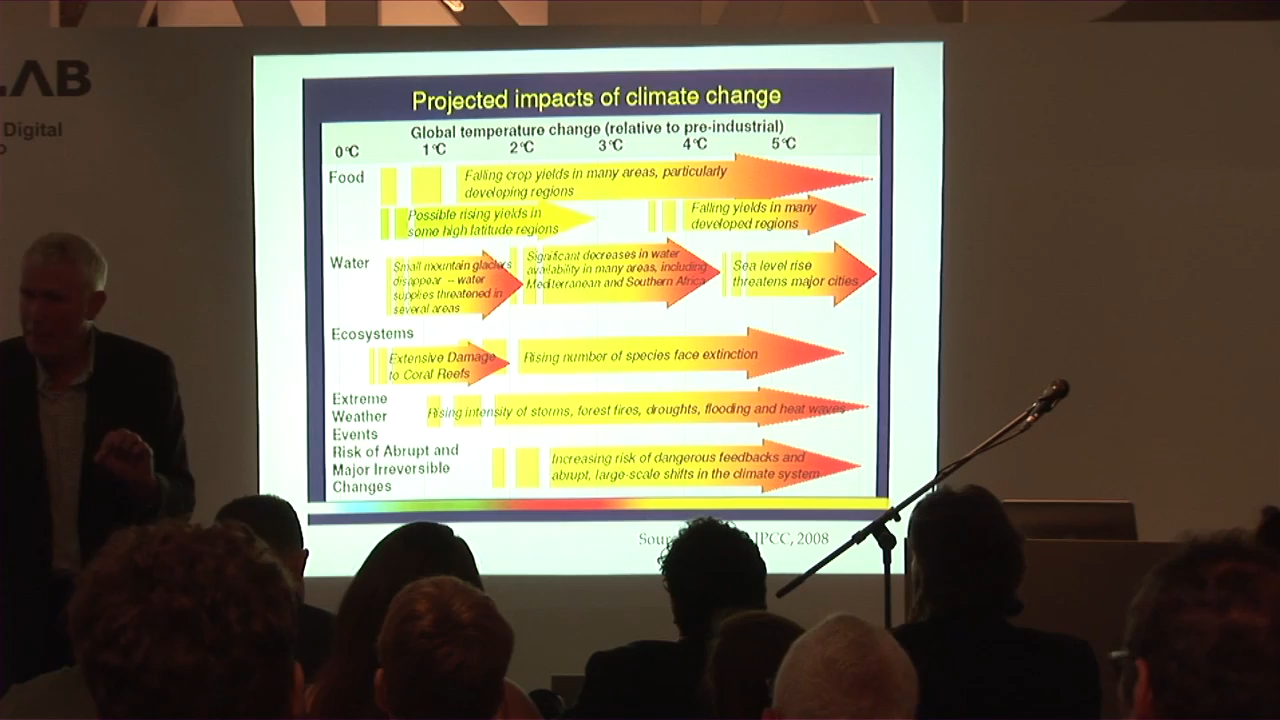 LAB
Digital
Projected impacts of climate change
Global temperature change (relative to pre-industrial)
0°C 1°C 2°C 3°C 4°C 5°C
Food
Falling crop yields in many areas, particularly
developing regions
Possible rising yields in
some high latitude regions
Falling yields in many
developed regions
Water
Small mountain glaciers
disappear – water
supplies threatened in
several areas
Significant decreases in water
availability in many areas, including
Mediterranean and Southern Africa
Sea level rise
threatens major cities
Ecosystems
Extensive Damage
to Coral Reefs
Rising number of species face extinction
Extreme
Weather
Events
Rising intensity of storms, forest fires, droughts, flooding and heat waves
Risk of Abrupt and
Major Irreversible
Changes
Increasing risk of dangerous feedbacks and
abrupt, large-scale shifts in the climate system
IPCC, 2008